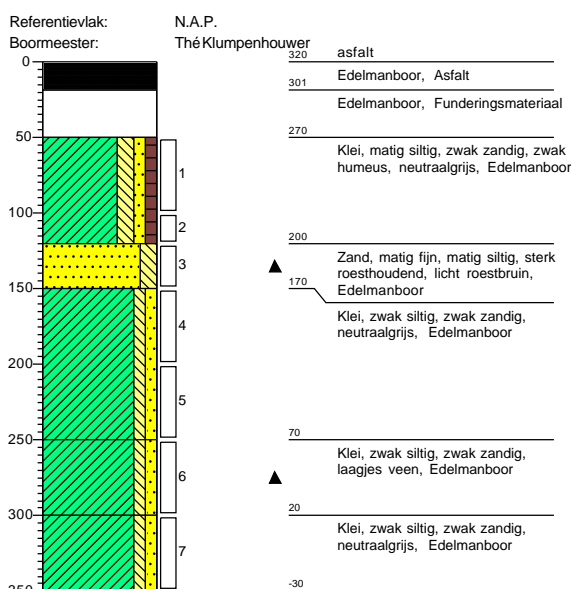 Referentievlak: N.A.P.
Boormeester: Thé Klumpenhouwer
0
320 asfalt
Edelmanboor, Asfalt
301
Edelmanboor, Funderingsmateriaal
50
270
Klei, matig siltig, zwak zandig, zwak
humeus, neutraalgrijs, Edelmanboor
1
100
2
200
Zand, matig fijn, matig siltig, sterk
roesthoudend, licht roestbruin,
Edelmanboor
3
150
170
Klei, zwak siltig, zwak zandig,
neutraalgrijs, Edelmanboor
4
200
5
250
70
Klei, zwak siltig, zwak zandig,
laagjes veen, Edelmanboor
6
300
20
Klei, zwak siltig, zwak zandig,
neutraalgrijs, Edelmanboor
7
350
-30